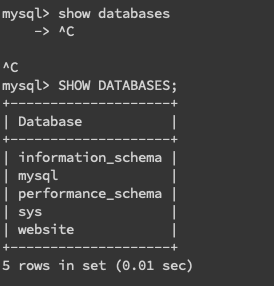 mysql> show databases
    -> ^C

^C
mysql> SHOW DATABASES;
+--------------------+
| Database           |
+--------------------+
| information_schema |
| mysql              |
| performance_schema |
| sys                |
| website            |
+--------------------+
5 rows in set (0.01 sec)